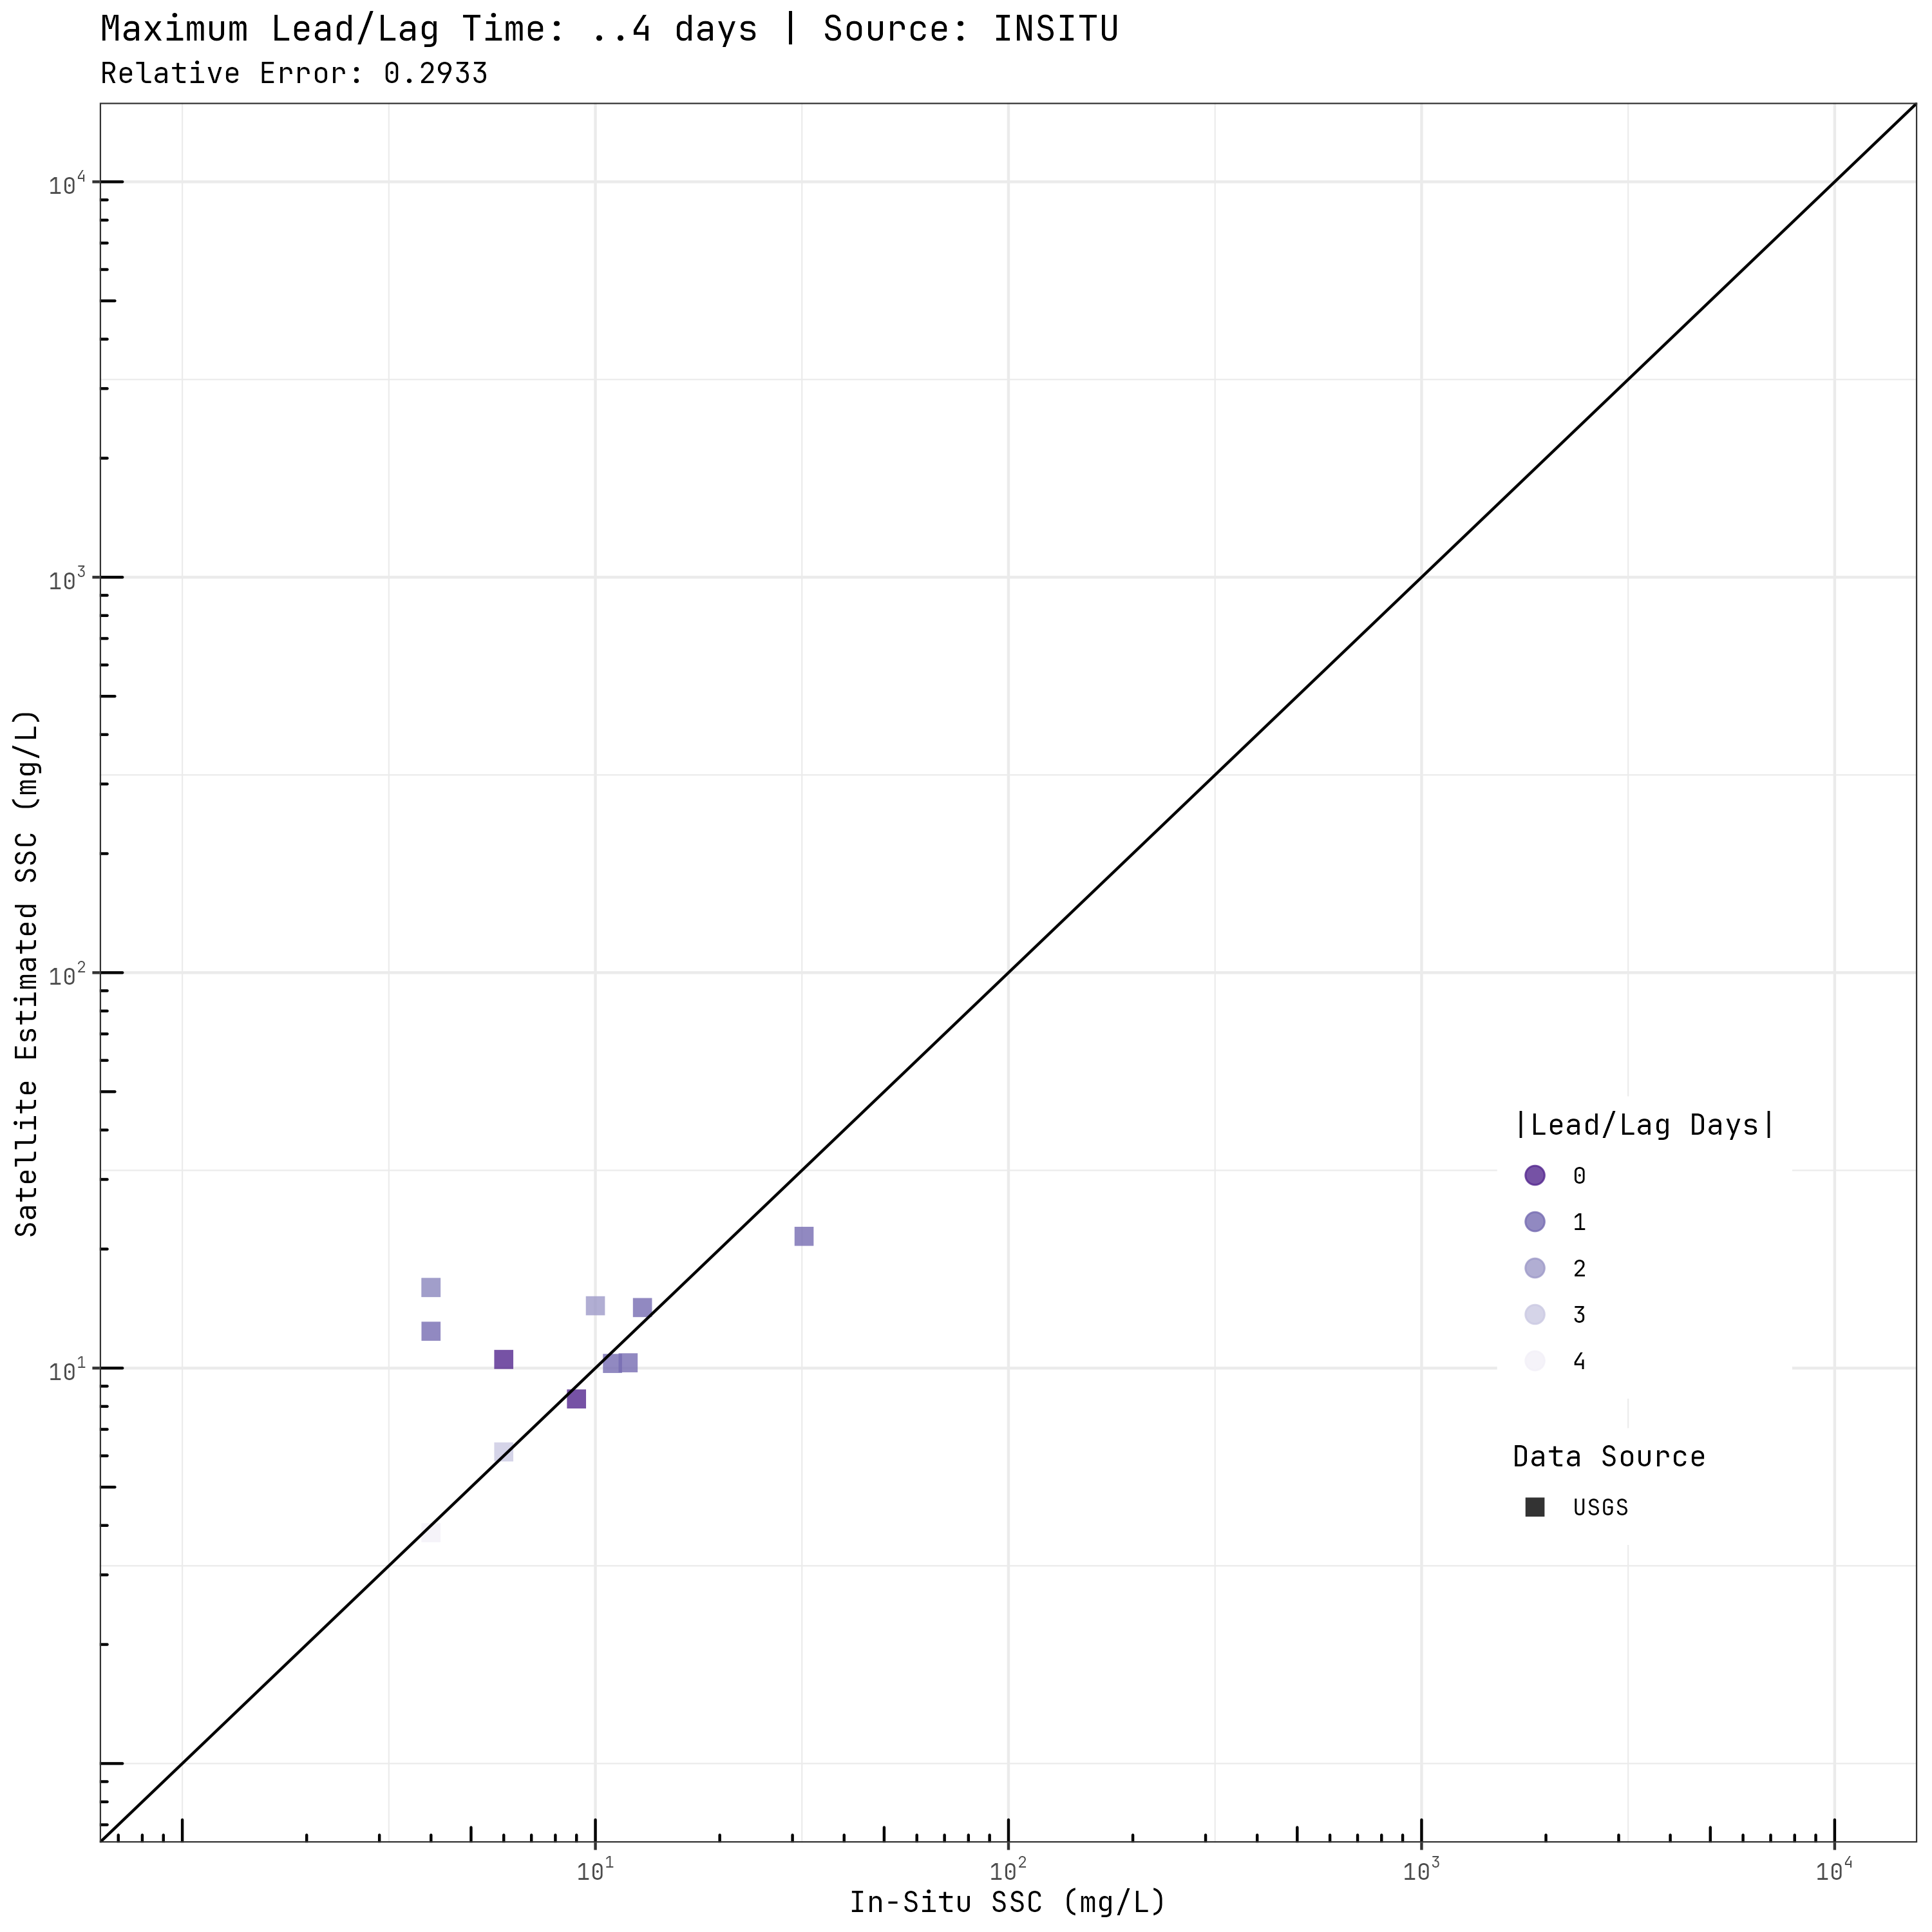 Maximum Lead/Lag Time: ..4 days | Source: INSITU
Relative Error: 0.2933
10⁴
10³
10²
10¹
Satellite Estimated SSC (mg/L)
|Lead/Lag Days|
0
1
2
3
4
Data Source
USGS
10¹ 10² 10³ 10⁴
In-Situ SSC (mg/L)